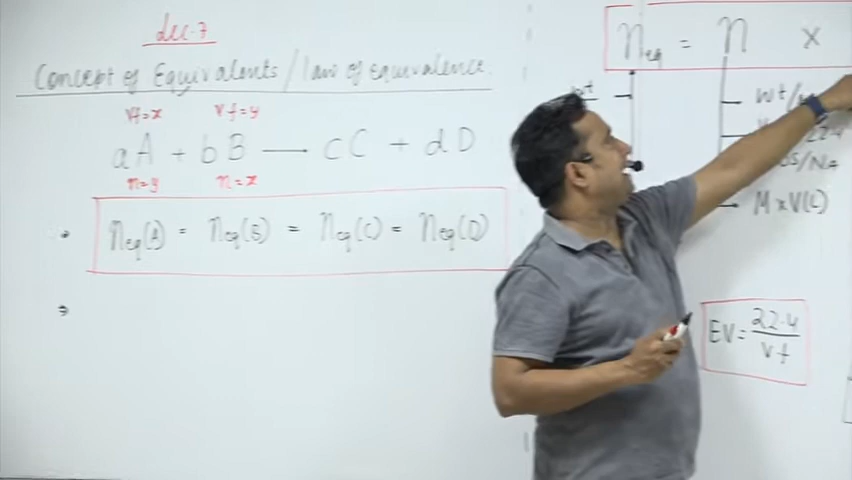 Lec-7
Concept of Equivalents / law of equivalence.
vf=x vf=y
aA + bB ⟶ cC + dD
n=y n=x
neq(A) = neq(B) = neq(C) = neq(D)
neq = n x
wt
wt/
22.4
/NA
M x V(L)
EV = 22.4/vf